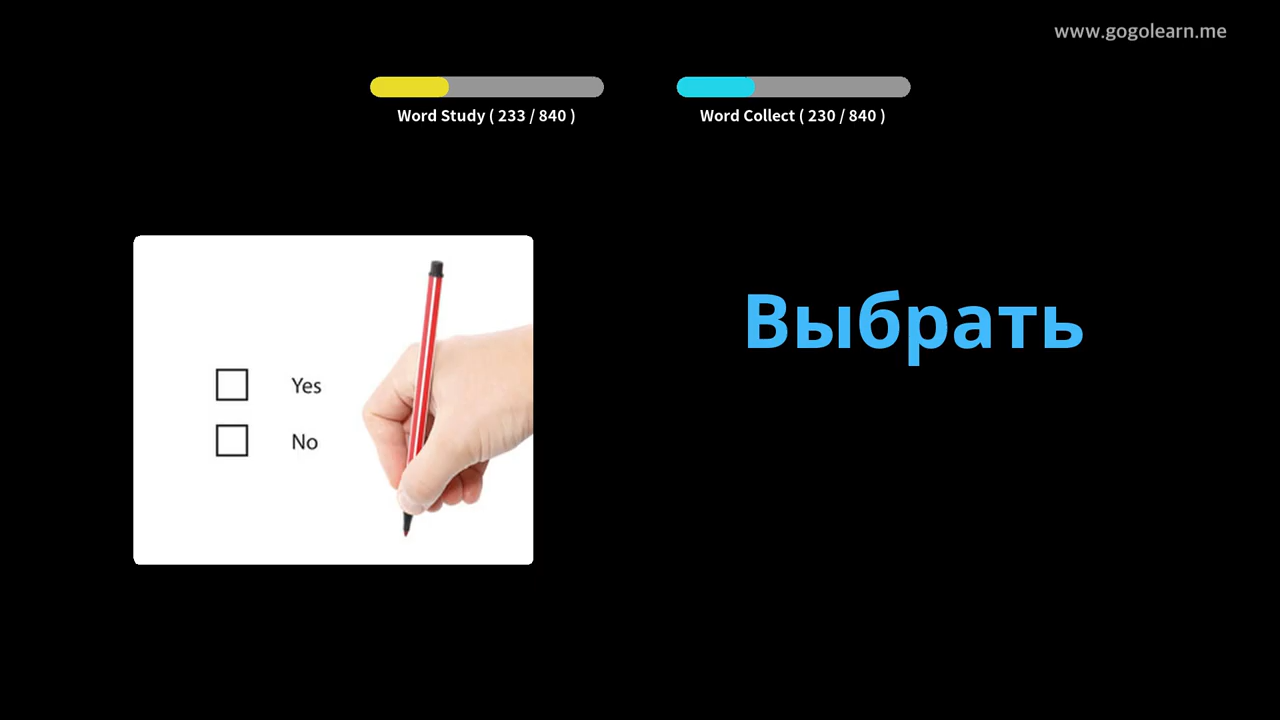 www.gogolearn.me
Word Study ( 233 / 840 )
Word Collect ( 230 / 840 )
Выбрать
Yes
No